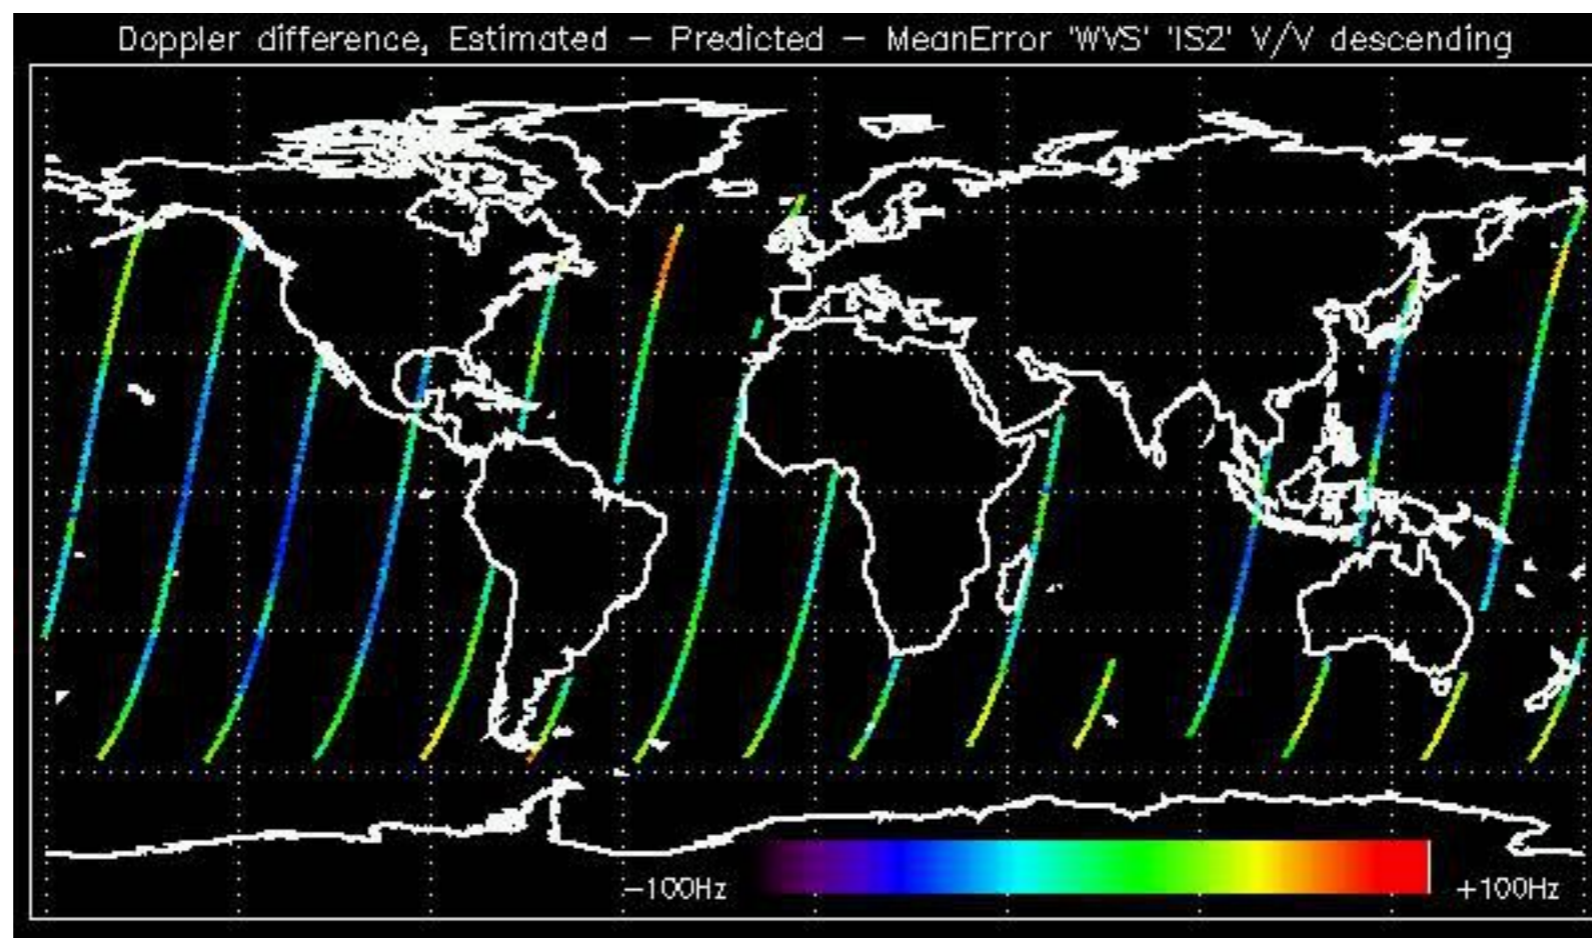 Doppler difference, Estimated – Predicted – MeanError 'WVS' 'IS2' V/V descending
−100Hz
+100Hz